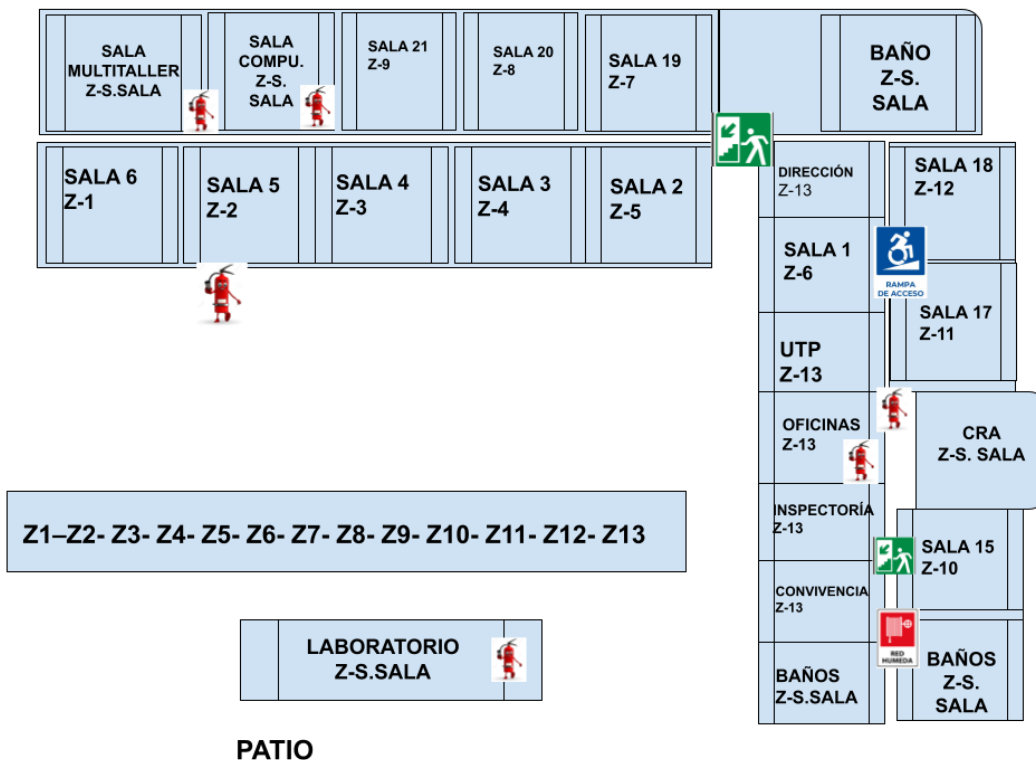 SALA
MULTITALLER
Z-S.SALA
SALA
COMPU.
Z-S.
SALA
SALA 21
Z-9
SALA 20
Z-8
SALA 19
Z-7
BAÑO
Z-S.
SALA
SALA 6
Z-1
SALA 5
Z-2
SALA 4
Z-3
SALA 3
Z-4
SALA 2
Z-5
DIRECCIÓN
Z-13
SALA 18
Z-12
SALA 1
Z-6
RAMPA
DE ACCESO
SALA 17
Z-11
UTP
Z-13
OFICINAS
Z-13
CRA
Z-S. SALA
INSPECTORÍA
Z-13
SALA 15
Z-10
CONVIVENCIA
Z-13
RED
HUMEDA
BAÑOS
Z-S.SALA
BAÑOS
Z-S.
SALA
Z1–Z2- Z3- Z4- Z5- Z6- Z7- Z8- Z9- Z10- Z11- Z12- Z13
LABORATORIO
Z-S.SALA
PATIO